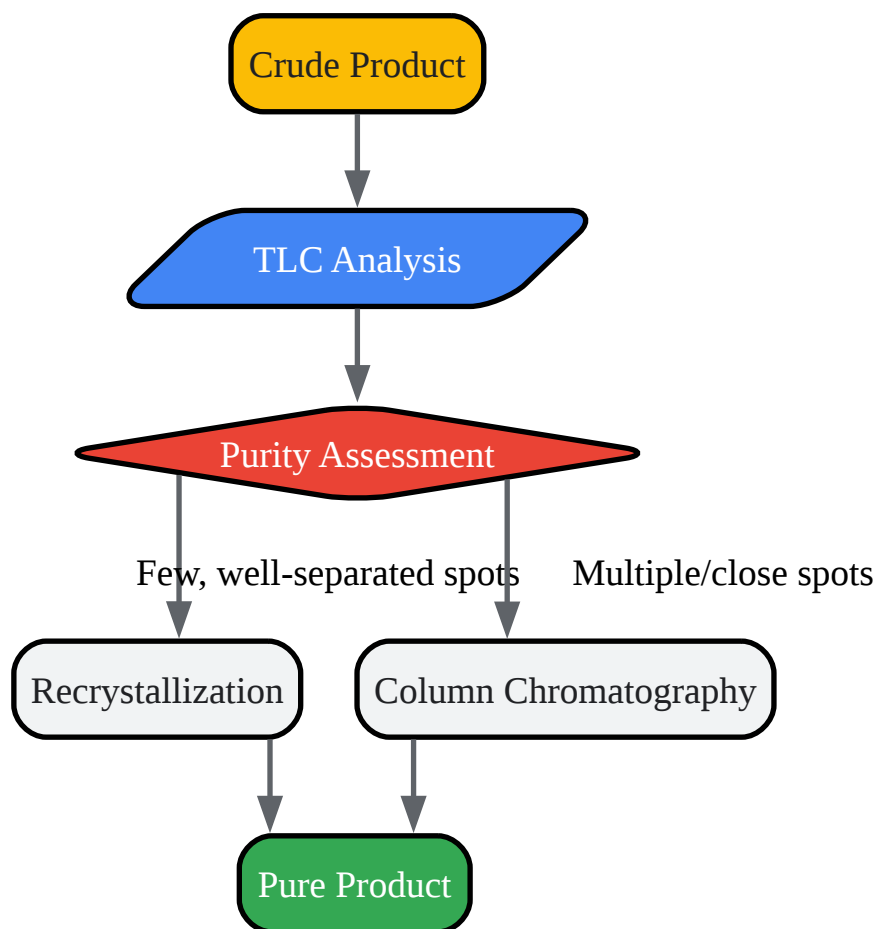 Crude Product
TLC Analysis
Purity Assessment
Few, well-separated spots
Multiple/close spots
Recrystallization
Column Chromatography
Pure Product